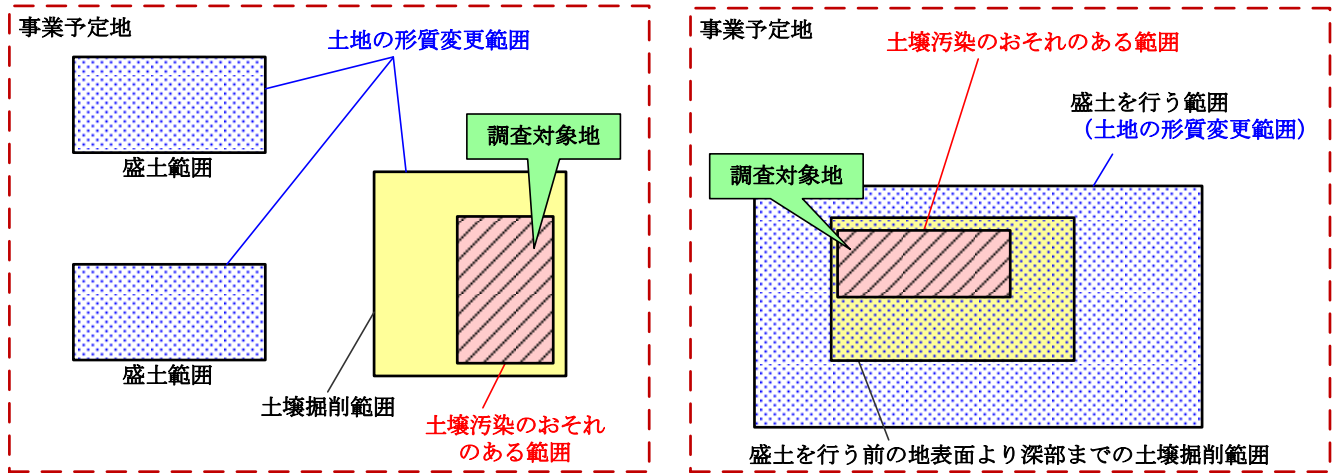 事業予定地
土地の形質変更範囲
調査対象地
盛土範囲
盛土範囲
土壌掘削範囲
土壌汚染のおそれ
のある範囲
事業予定地
土壌汚染のおそれのある範囲
盛土を行う範囲
（土地の形質変更範囲）
調査対象地
盛土を行う前の地表面より深部までの土壌掘削範囲